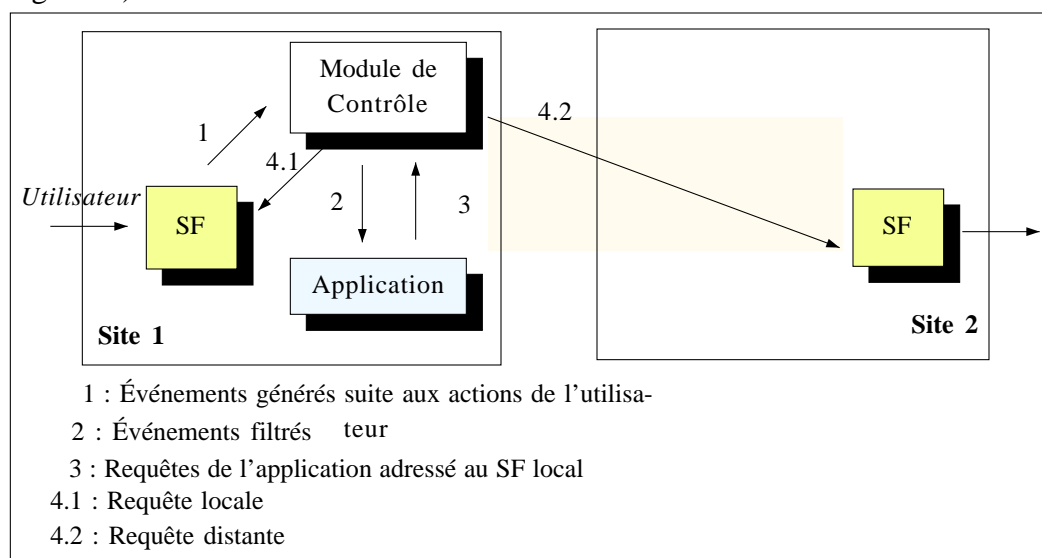 Module de
Contrôle
1
4.1
4.2
Utilisateur
SF
2
3
SF
Application
Site 1
Site 2
1 : Événements générés suite aux actions de l’utilisa-
2 : Événements filtrés teur
3 : Requêtes de l’application adressé au SF local
4.1 : Requête locale
4.2 : Requête distante